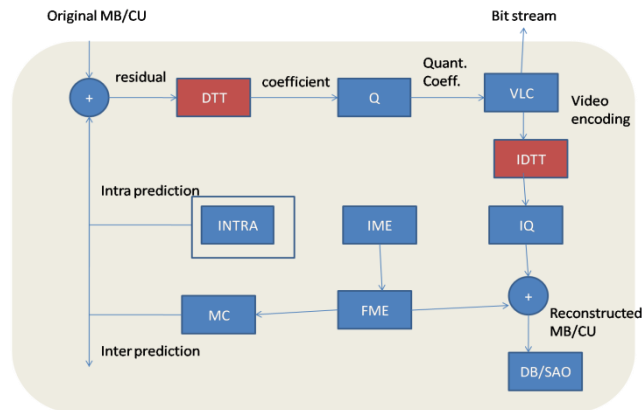 Original MB/CU
Bit stream
residual
coefficient
Quant.
Coeff.
+
DTT
Q
VLC
Video
encoding
IDTT
Intra prediction
INTRA
IME
IQ
MC
FME
+
Reconstructed
MB/CU
Inter prediction
DB/SAO